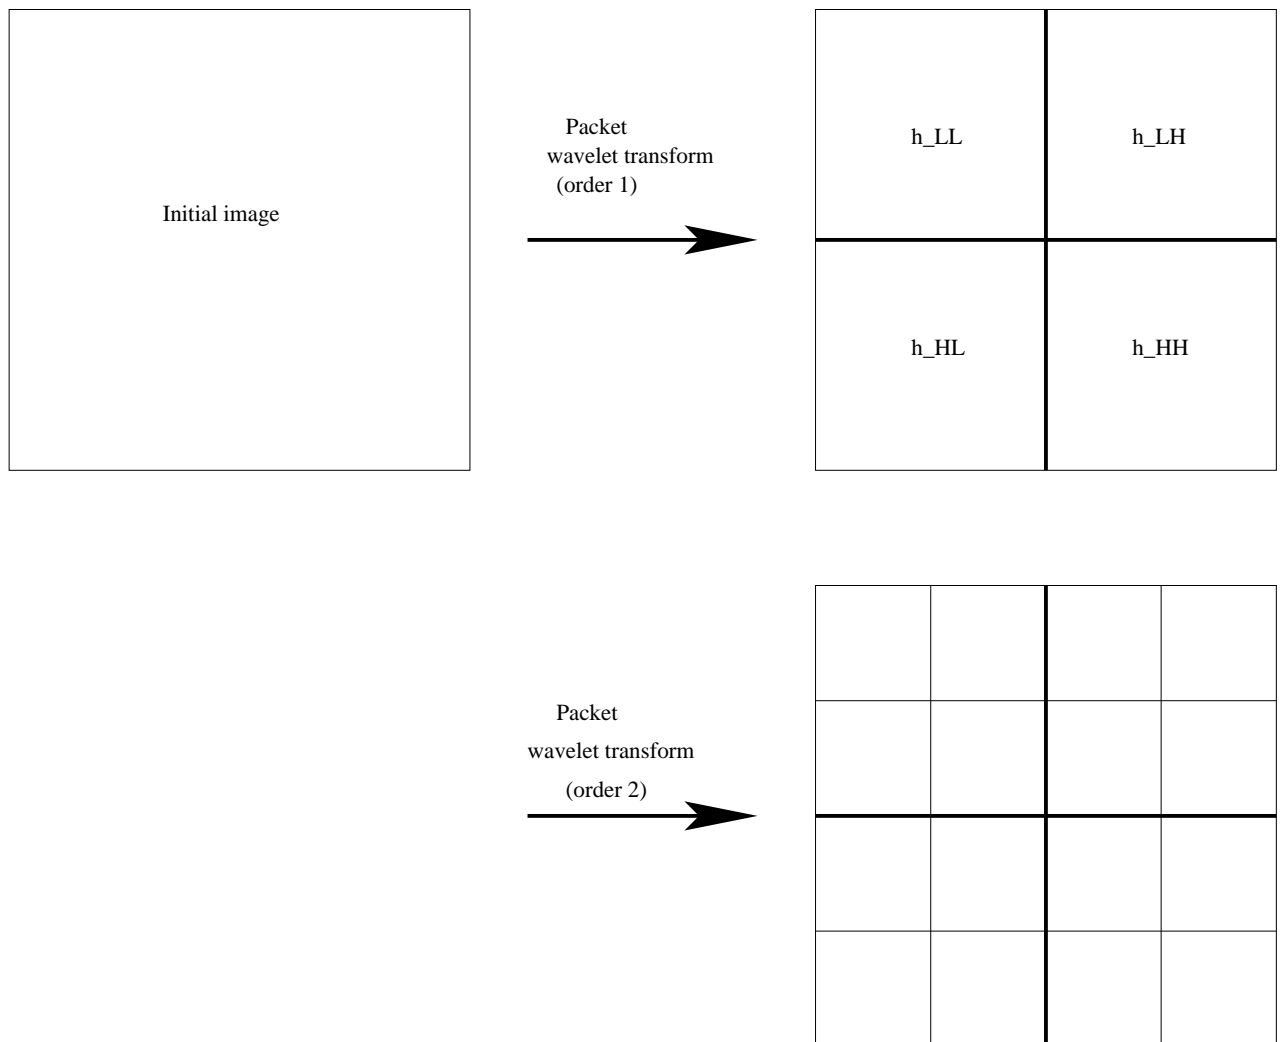 Initial image
Packet
wavelet transform
(order 1)
h_LL
h_LH
h_HL
h_HH
Packet
wavelet transform
(order 2)